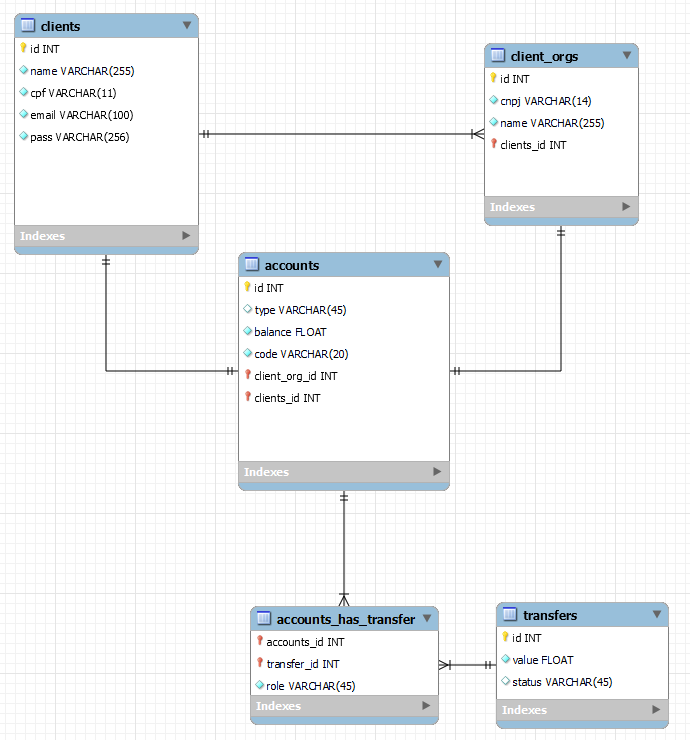 clients
id INT
name VARCHAR(255)
cpf VARCHAR(11)
email VARCHAR(100)
pass VARCHAR(256)
Indexes
client_orgs
id INT
cnpj VARCHAR(14)
name VARCHAR(255)
clients_id INT
Indexes
accounts
id INT
type VARCHAR(45)
balance FLOAT
code VARCHAR(20)
client_org_id INT
clients_id INT
Indexes
accounts_has_transfer
accounts_id INT
transfer_id INT
role VARCHAR(45)
Indexes
transfers
id INT
value FLOAT
status VARCHAR(45)
Indexes